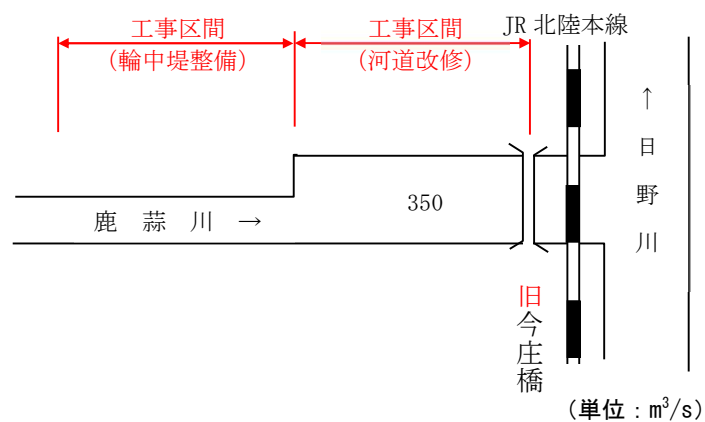 工事区間
(輪中堤整備)
工事区間
(河道改修)
JR 北陸本線
↑日野川
鹿蒜川 →
350
旧今庄橋
(単位：m³/s)